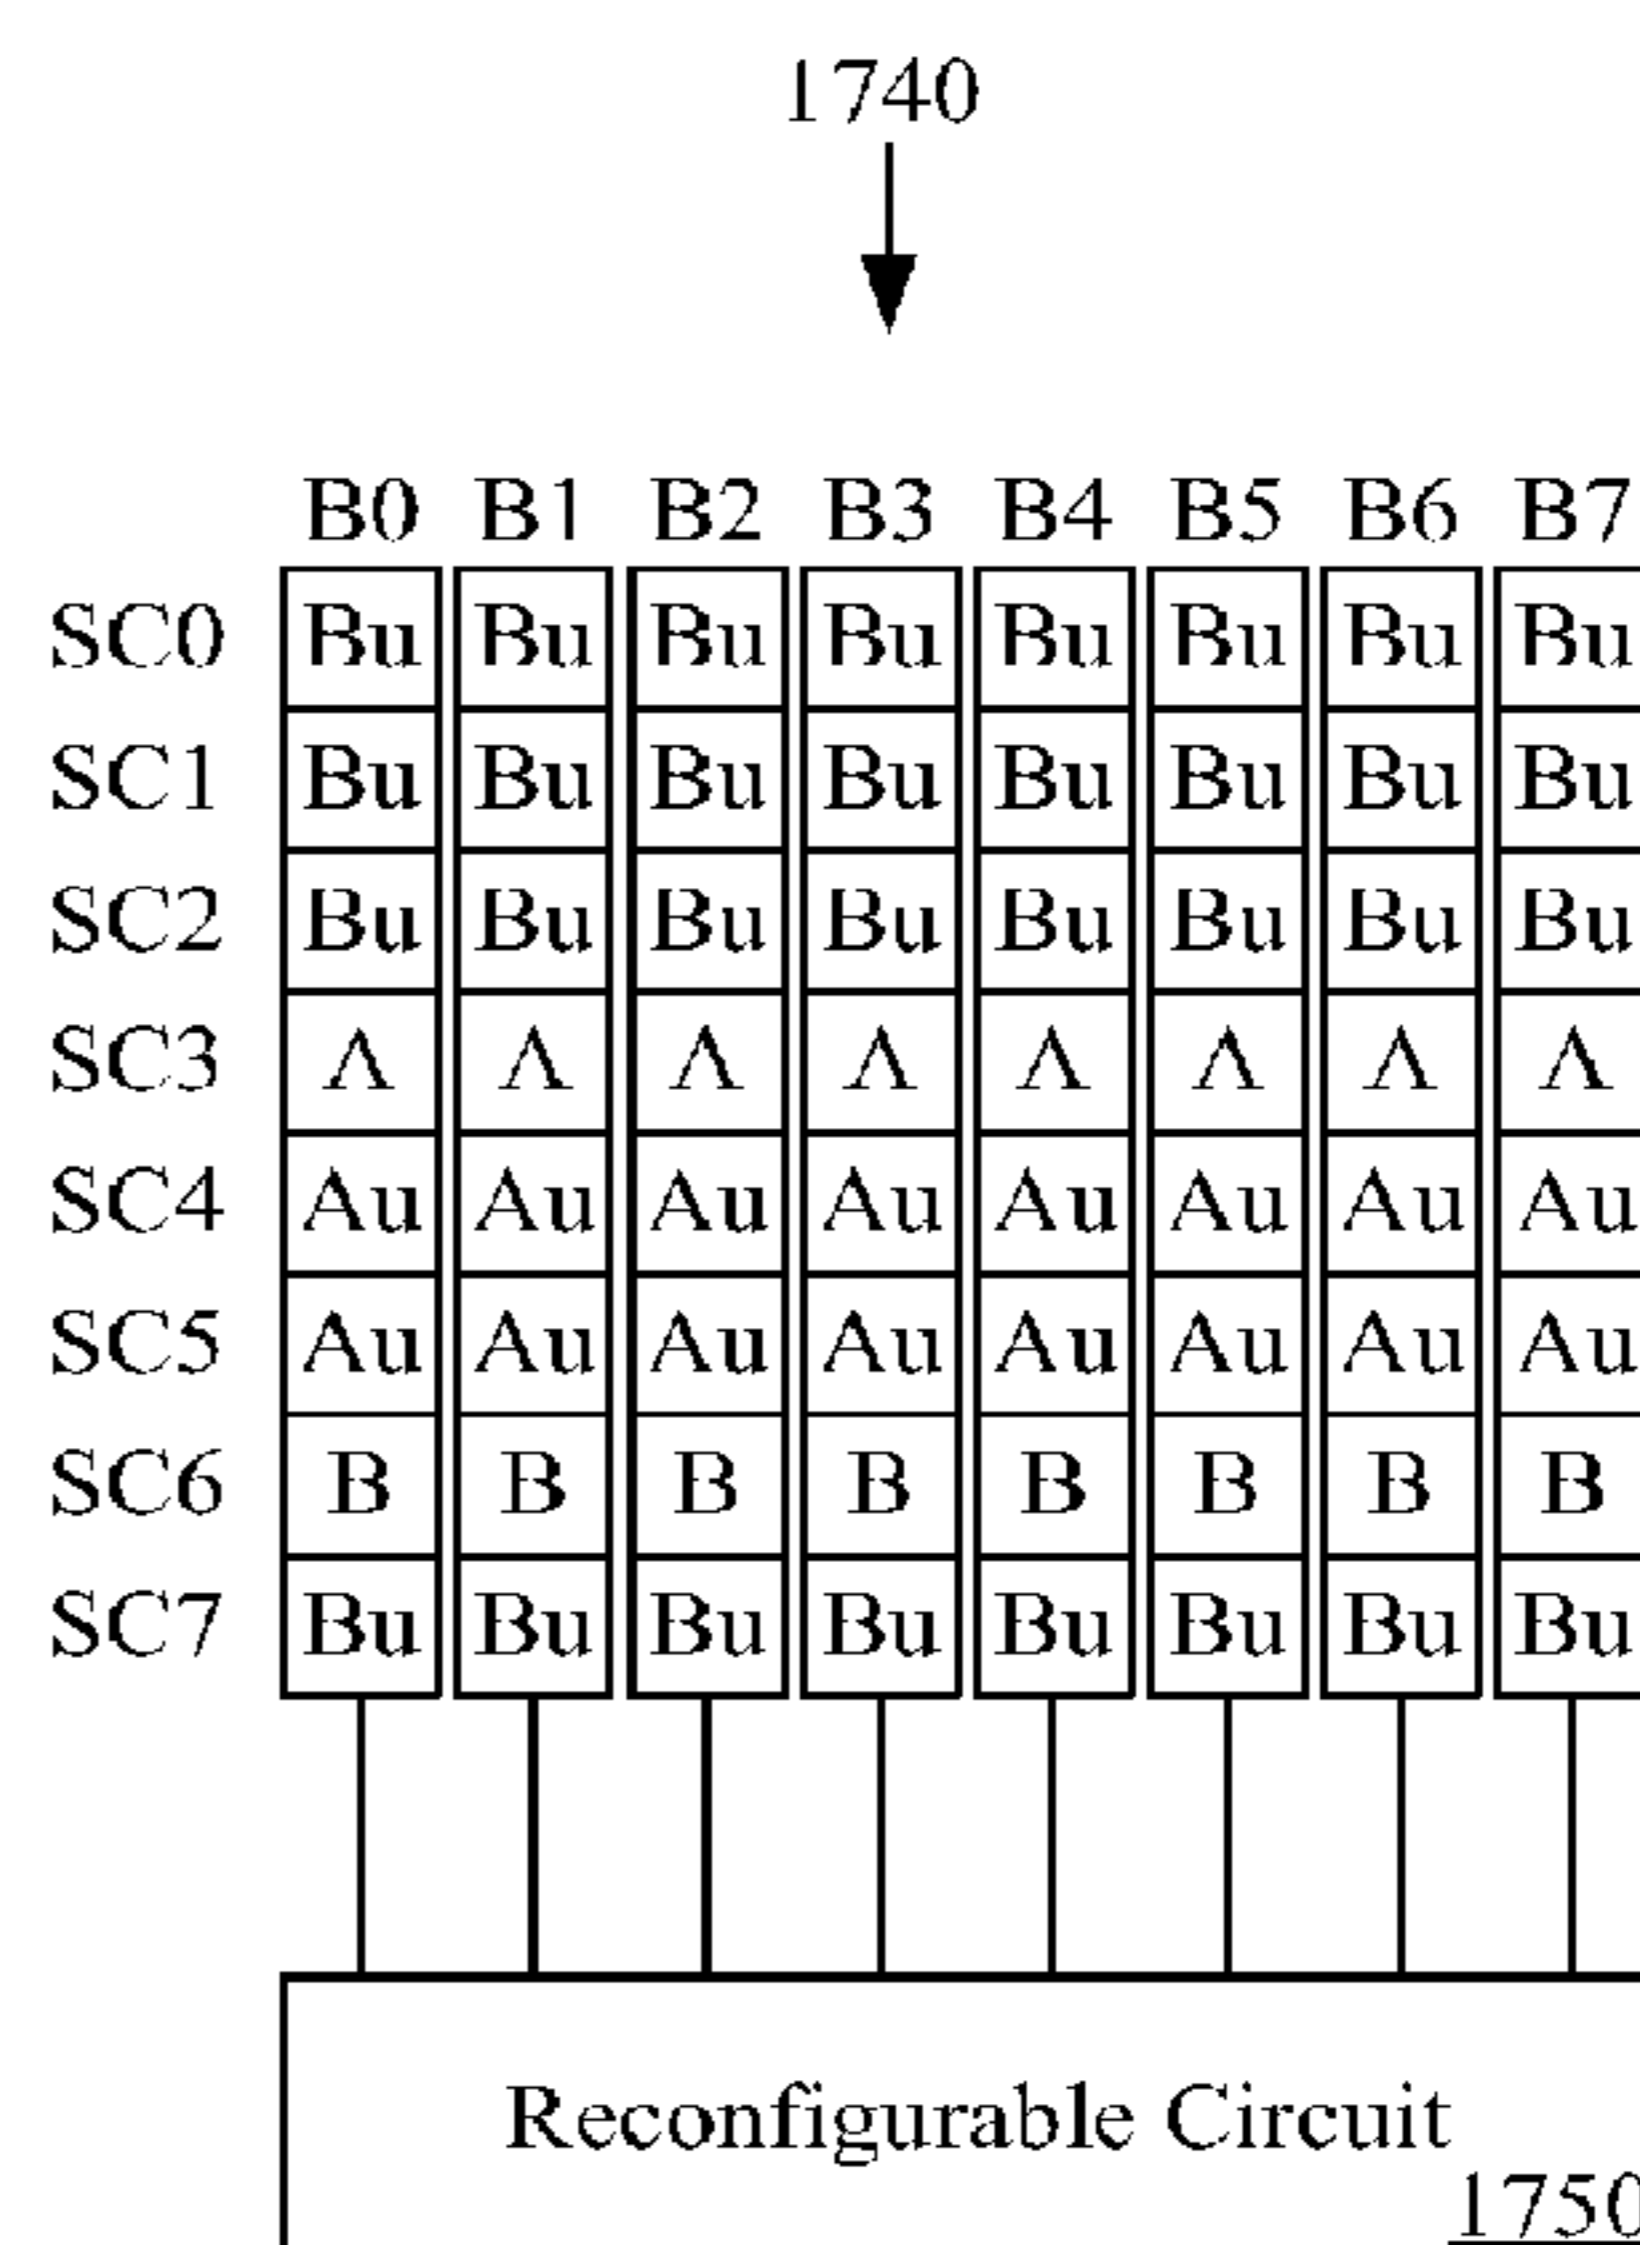 1740
B0 B1 B2 B3 B4 B5 B6 B7
SC0 Bu Bu Bu Bu Bu Bu Bu Bu
SC1 Bu Bu Bu Bu Bu Bu Bu Bu
SC2 Bu Bu Bu Bu Bu Bu Bu Bu
SC3 A A A A A A A A
SC4 Au Au Au Au Au Au Au Au
SC5 Au Au Au Au Au Au Au Au
SC6 B B B B B B B B
SC7 Bu Bu Bu Bu Bu Bu Bu Bu
Reconfigurable Circuit
1750